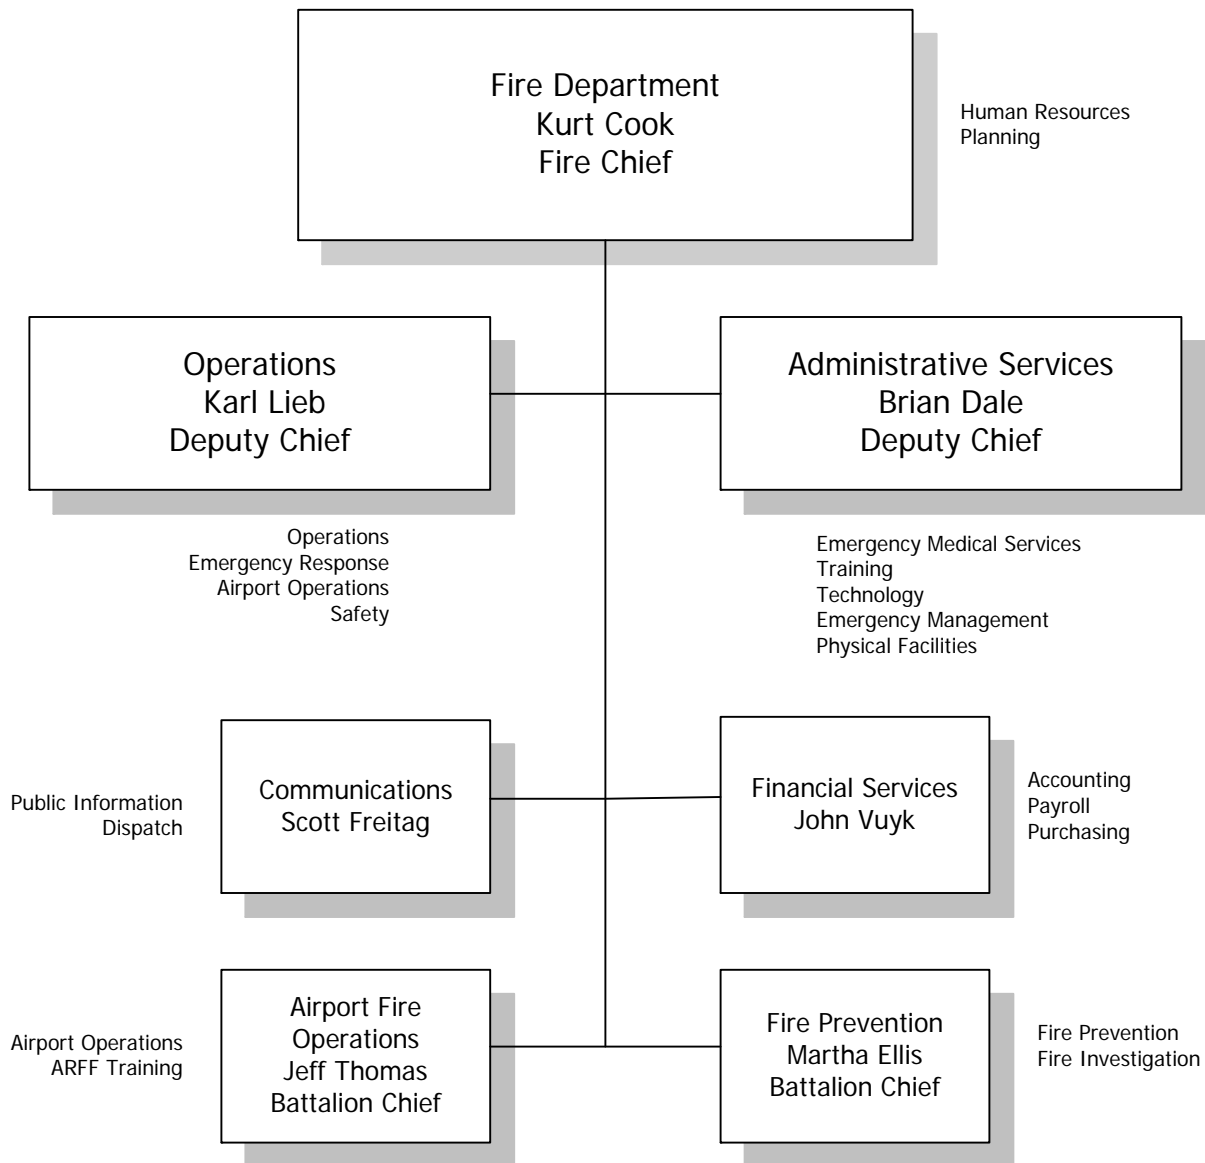 Fire Department
Kurt Cook
Fire Chief
Human Resources
Planning
Operations
Karl Lieb
Deputy Chief
Administrative Services
Brian Dale
Deputy Chief
Operations
Emergency Response
Airport Operations
Safety
Emergency Medical Services
Training
Technology
Emergency Management
Physical Facilities
Public Information
Dispatch
Communications
Scott Freitag
Financial Services
John Vuyk
Accounting
Payroll
Purchasing
Airport Operations
ARFF Training
Airport Fire
Operations
Jeff Thomas
Battalion Chief
Fire Prevention
Martha Ellis
Battalion Chief
Fire Prevention
Fire Investigation